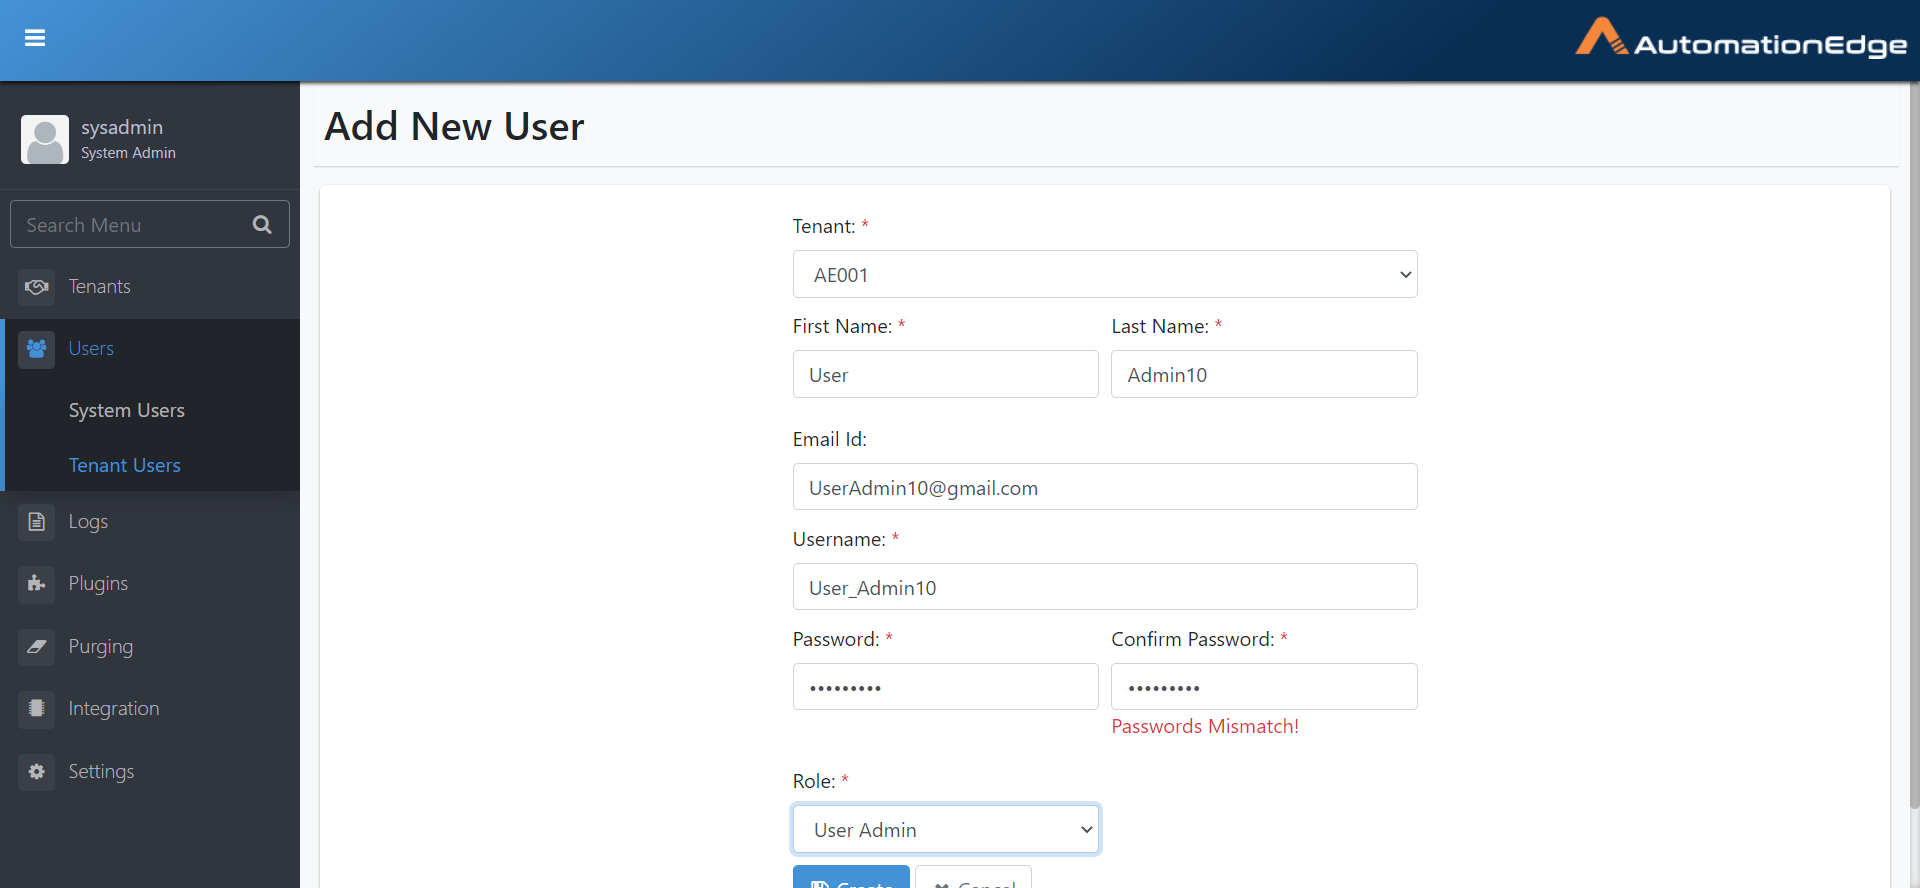 AutomationEdge
sysadmin
System Admin
Search Menu
Tenants
Users
System Users
Tenant Users
Logs
Plugins
Purging
Integration
Settings
Add New User
Tenant: *
AE001
First Name: * Last Name: *
User Admin10
Email Id:
UserAdmin10@gmail.com
Username: *
User_Admin10
Password: * Confirm Password: *
••••••••• •••••••••
Passwords Mismatch!
Role: *
User Admin
Create Cancel